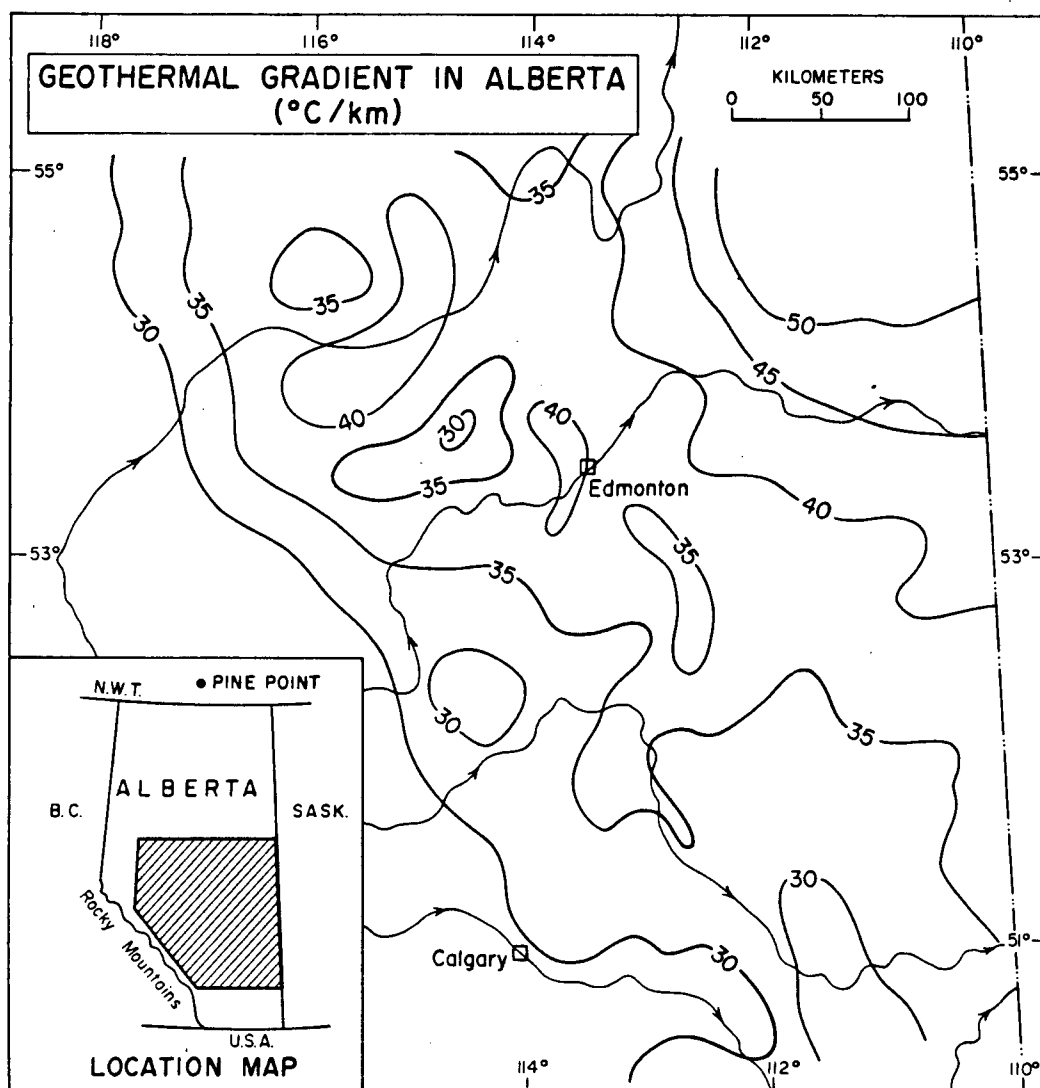 118°
116°
114°
112°
110°
GEOTHERMAL GRADIENT IN ALBERTA
(°C/km)
KILOMETERS
0 50 100
55°
35
55°
35
35
30
50
45
40
40
30
35
Edmonton
40
53°
35
35
53°
30
35
N.W.T.
PINE POINT
ALBERTA
B.C.
SASK.
Rocky Mountains
U.S.A.
LOCATION MAP
30
Calgary
30
51°
114°
112°
110°